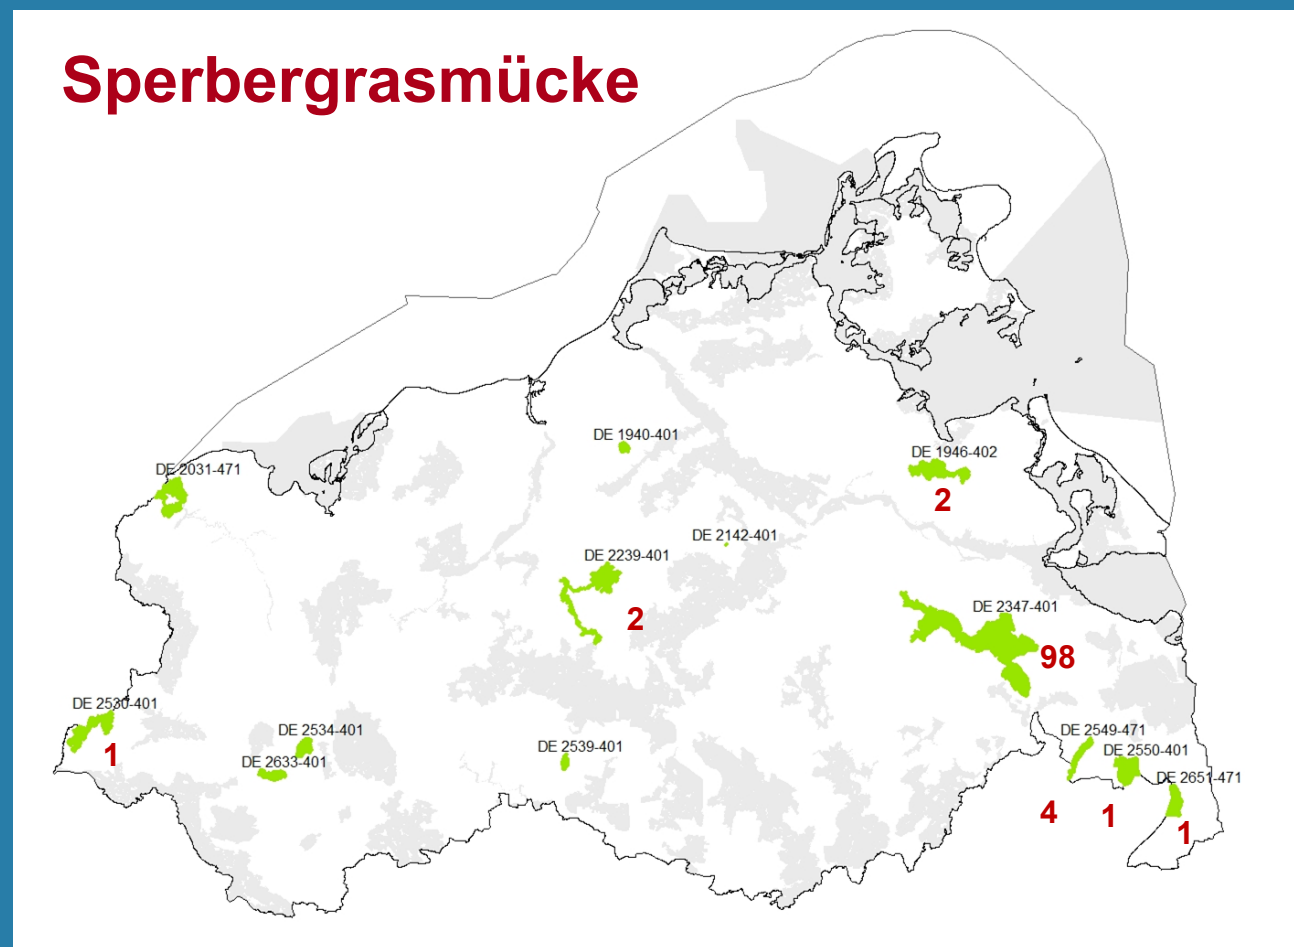 Sperbergrasmücke
DE 1940-401
DE 1946-402
2
DE 2031-471
DE 2142-401
DE 2239-401
2
DE 2347-401
98
DE 2530-401
1
DE 2534-401
DE 2633-401
DE 2539-401
DE 2549-471
DE 2550-401
DE 2651-471
4
1
1